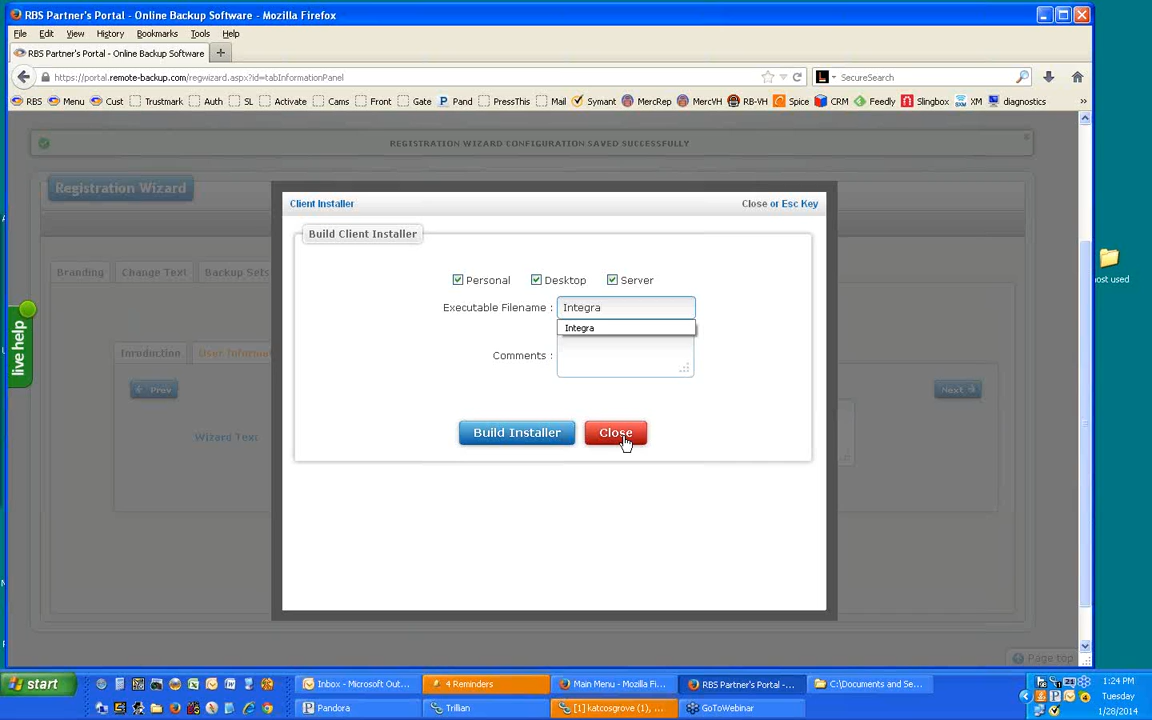 RBS Partner's Portal - Online Backup Software - Mozilla Firefox
File Edit View History Bookmarks Tools Help
RBS Partner's Portal - Online Backup Software +
https://portal.remote-backup.com/regwizard.aspx?id=tabInformationPanel
SecureSearch
RBS Menu Cust Trustmark Auth SL Activate Cams Front Gate Pand PressThis Mail Symant MercRep MercVH RB-VH Spice CRM Feedly Slingbox XM diagnostics »
REGISTRATION WIZARD CONFIGURATION SAVED SUCCESSFULLY
Registration Wizard
Client Installer
Close or Esc Key
Build Client Installer
Branding Change Text Backup Sets
Personal Desktop Server
Executable Filename : Integra
Integra
Comments :
live help
Inroduction User Informat
Prev
Next
Wizard Text
Build Installer Close
ost used
Page top
start
Inbox - Microsoft Out...
4 Reminders
Main Menu - Mozilla Fi...
RBS Partner's Portal -...
C:\Documents and Se...
Pandora
Trillian
[1] katcosgrove (1), ...
GoToWebinar
21
1:24 PM
Tuesday
1/28/2014